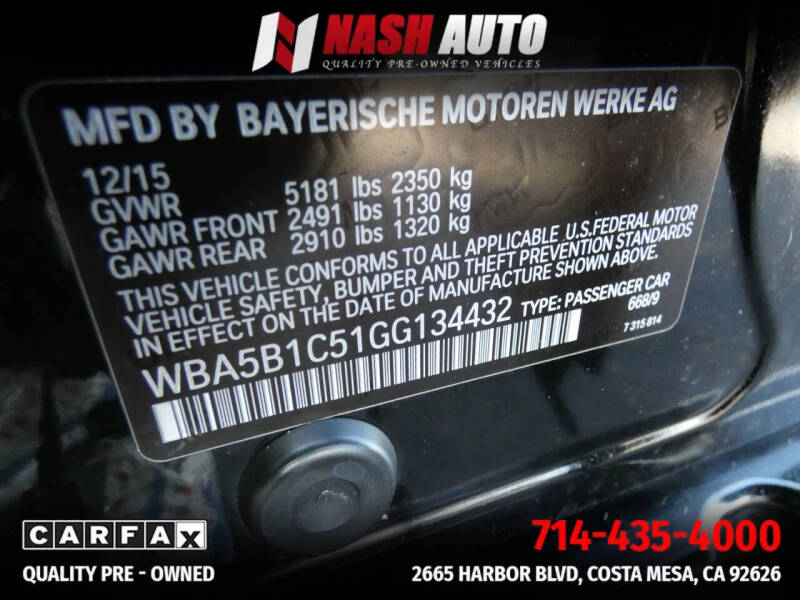 NASH AUTO
QUALITY PRE-OWNED VEHICLES
MFD BY BAYERISCHE MOTOREN WERKE AG
12/15
GVWR 5181 lbs 2350 kg
GAWR FRONT 2491 lbs 1130 kg
GAWR REAR 2910 lbs 1320 kg
THIS VEHICLE CONFORMS TO ALL APPLICABLE U.S.FEDERAL MOTOR
VEHICLE SAFETY, BUMPER AND THEFT PREVENTION STANDARDS
IN EFFECT ON THE DATE OF MANUFACTURE SHOWN ABOVE.
WBA5B1C51GG134432 TYPE: PASSENGER CAR
668/9
7315814
CARFAX
QUALITY PRE - OWNED
714-435-4000
2665 HARBOR BLVD, COSTA MESA, CA 92626